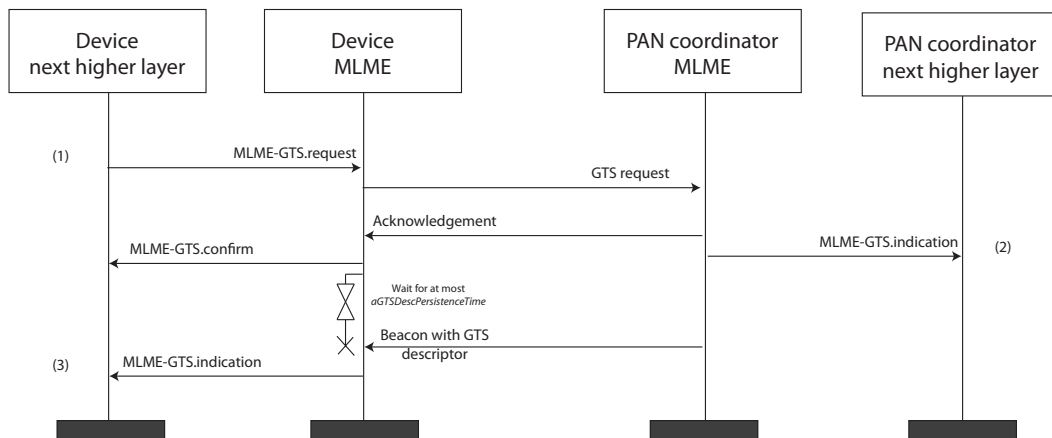 Device
next higher layer
Device
MLME
PAN coordinator
MLME
PAN coordinator
next higher layer
(1)
MLME-GTS.request
GTS request
Acknowledgement
MLME-GTS.confirm
MLME-GTS.indication
(2)
Wait for at most
aGTSDescPersistenceTime
Beacon with GTS
descriptor
(3)
MLME-GTS.indication